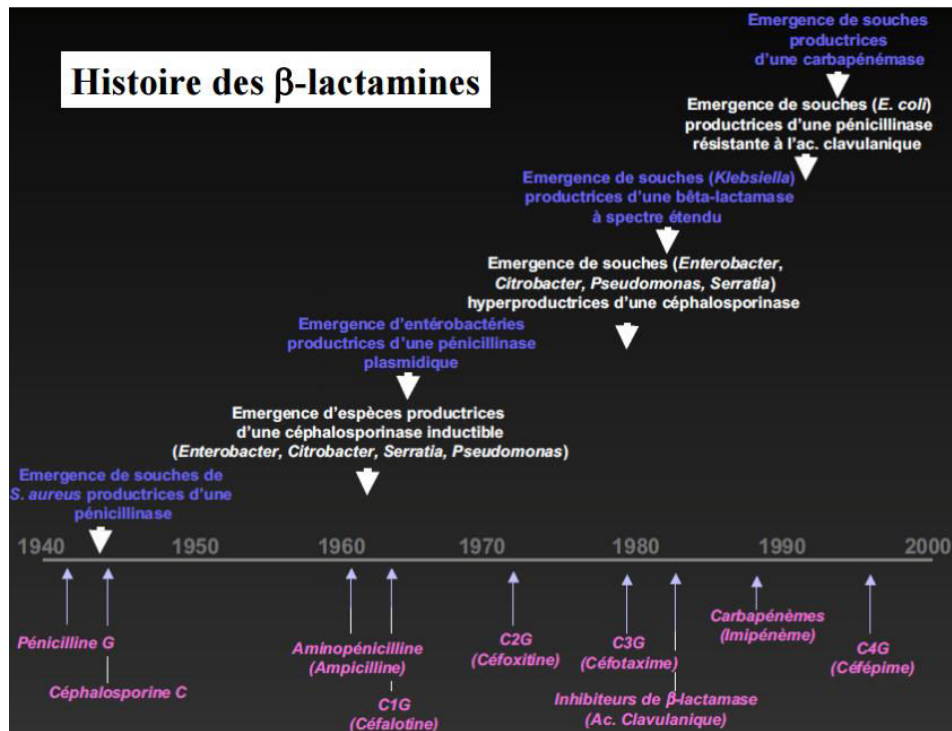 Histoire des β-lactamines
Emergence de souches
productrices
d'une carbapénémase
Emergence de souches (E. coli)
productrices d'une pénicillinase
résistante à l'ac. clavulanique
Emergence de souches (Klebsiella)
productrices d'une bêta-lactamase
à spectre étendu
Emergence de souches (Enterobacter,
Citrobacter, Pseudomonas, Serratia)
hyperproductrices d'une céphalosporinase
Emergence d'entérobactéries
productrices d'une pénicillinase
plasmidique
Emergence d'espèces productrices
d'une céphalosporinase inductible
(Enterobacter, Citrobacter, Serratia, Pseudomonas)
Emergence de souches de
S. aureus productrices d'une
pénicillinase
1940 1950 1960 1970 1980 1990 2000
Pénicilline G
Céphalosporine C
Aminopénicilline
(Ampicilline)
C1G
(Céfalotine)
C2G
(Céfoxitine)
C3G
(Céfotaxime)
Inhibiteurs de β-lactamase
(Ac. Clavulanique)
Carbapénèmes
(Imipénème)
C4G
(Céfépime)